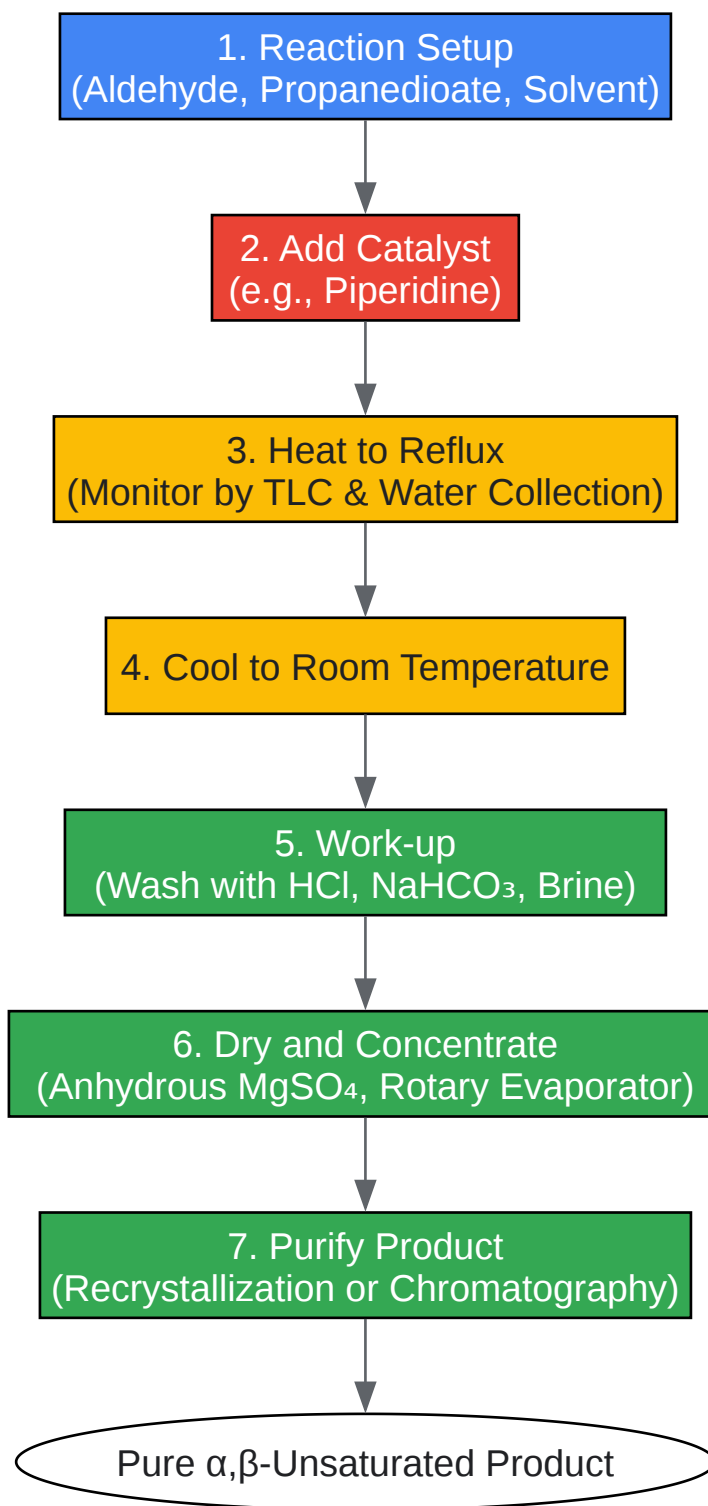 1. Reaction Setup
(Aldehyde, Propanedioate, Solvent)
2. Add Catalyst
(e.g., Piperidine)
3. Heat to Reflux
(Monitor by TLC & Water Collection)
4. Cool to Room Temperature
5. Work-up
(Wash with HCl, NaHCO₃, Brine)
6. Dry and Concentrate
(Anhydrous MgSO₄, Rotary Evaporator)
7. Purify Product
(Recrystallization or Chromatography)
Pure α,β-Unsaturated Product